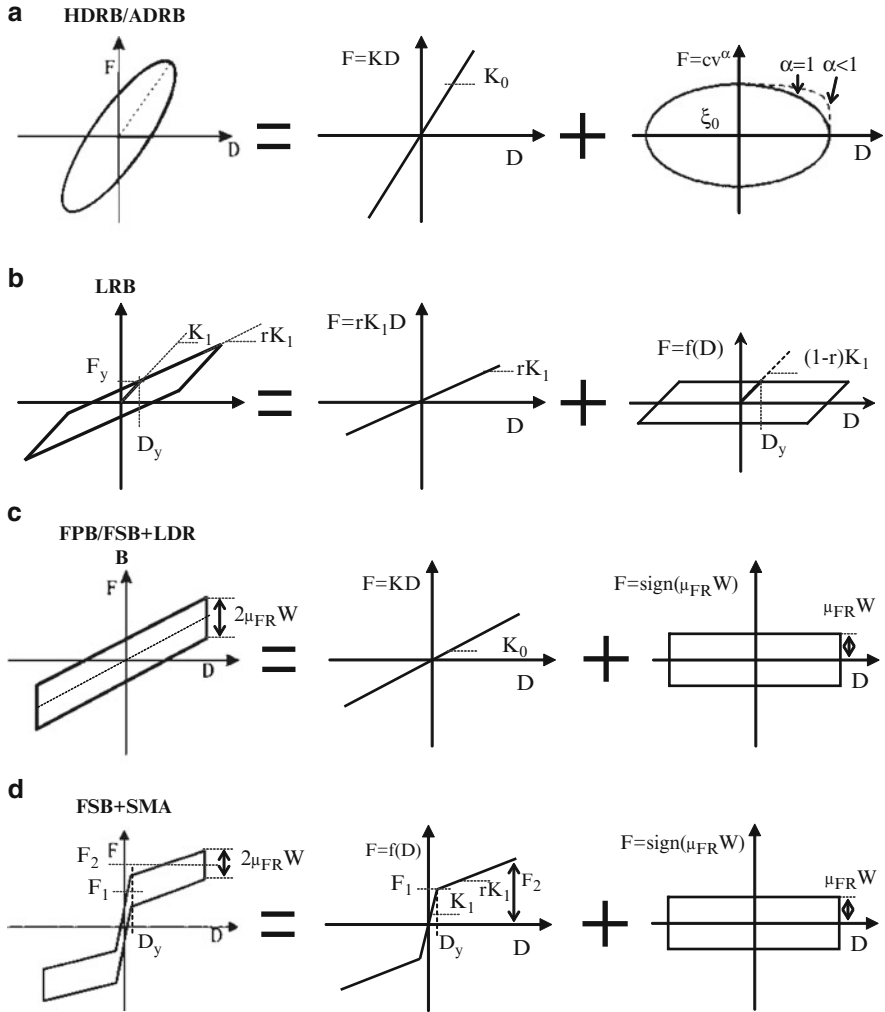 a
HDRB/ADRB
F
D
F=KD
K0
D
F=cv^α
α=1
α<1
ξ0
D
b
LRB
K1
rK1
Fy
Dy
F=rK1D
rK1
D
F=f(D)
(1-r)K1
D
Dy
c
FPB/FSB+LDR
B
F
2μFRW
D
F=KD
K0
D
F=sign(μFRW)
μFRW
D
d
FSB+SMA
F
F2
2μFRW
F1
D
Dy
F=f(D)
F1
F2
rK1
K1
D
Dy
F=sign(μFRW)
μFRW
D